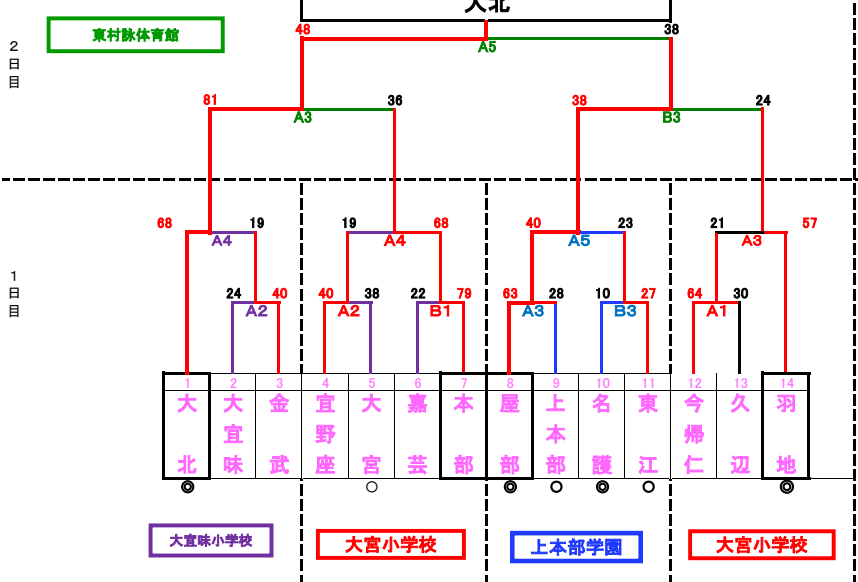 大北
東村詠体育館
48 38
A5
2日目
81 36 38 24
A3 B3
68 19 19 68 40 23 21 57
A4 A4 A5 A3
1日目
24 40 40 38 22 79 63 28 10 27 64 30
A2 A2 B1 A3 B3 A1
1 2 3 4 5 6 7 8 9 10 11 12 13 14
大北 大宜味 金武 宜野座 大宮 嘉芸 本部 屋部 上本部 名護 東江 今帰仁 久辺 羽地
大宜味小学校 大宮小学校 上本部学園 大宮小学校